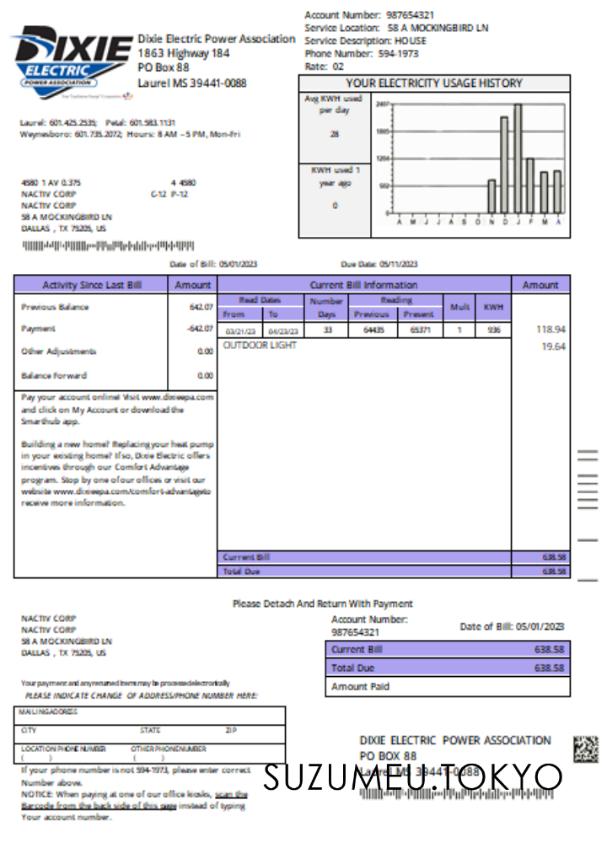 DIXIE
ELECTRIC
POWER ASSOCIATION
Dixie Electric Power Association
1863 Highway 184
PO Box 88
Laurel MS 39441-0088
Account Number: 987654321
Service Location: 58 A MOCKINGBIRD LN
Service Description: HOUSE
Phone Number: 594-1973
Rate: 02
YOUR ELECTRICITY USAGE HISTORY
Avg KWH used
per day
28
KWH used 1
year ago
0
2407
1805
1204
602
0
A M J J A S O N D J F M A
Laurel: 601.425.2535; Petal: 601.583.1131
Waynesboro: 601.735.2072; Hours: 8 AM – 5 PM, Mon-Fri
4580 1 AV 0.375 4 4580
NACTIV CORP C-12 P-12
NACTIV CORP
58 A MOCKINGBIRD LN
DALLAS , TX 75205, US
Date of Bill: 05/01/2023 Due Date: 05/11/2023
Activity Since Last Bill Amount Current Bill Information Amount
Previous Balance 642.07
Payment -642.07
Other Adjustments 0.00
Balance Forward 0.00
Read Dates Number Reading Mult KWH
From To Days Previous Present
03/21/23 04/23/23 33 64435 65371 1 936 118.94
OUTDOOR LIGHT 19.64
Pay your account online! Visit www.dixieepa.com
and click on My Account or download the
Smarthub app.
Building a new home? Replacing your heat pump
in your existing home? If so, Dixie Electric offers
incentives through our Comfort Advantage
program. Stop by one of our offices or visit our
website www.dixieepa.com/comfort-advantage to
receive more information.
Current Bill 638.58
Total Due 638.58
Please Detach And Return With Payment
NACTIV CORP
NACTIV CORP
58 A MOCKINGBIRD LN
DALLAS , TX 75205, US
Account Number:
987654321
Date of Bill: 05/01/2023
Current Bill 638.58
Total Due 638.58
Amount Paid
Your payment and any returned items may be processed electronically
PLEASE INDICATE CHANGE OF ADDRESS/PHONE NUMBER HERE:
MAILING ADDRESS
CITY STATE ZIP
LOCATION PHONE NUMBER OTHER PHONE NUMBER
( ) ( )
If your phone number is not 594-1973, please enter correct
Number above.
NOTICE: When paying at one of our office kiosks, scan the
Barcode from the back side of this page instead of typing
Your account number.
DIXIE ELECTRIC POWER ASSOCIATION
PO BOX 88
Laurel MS 39441-0088
SUZUMEU.TOKYO